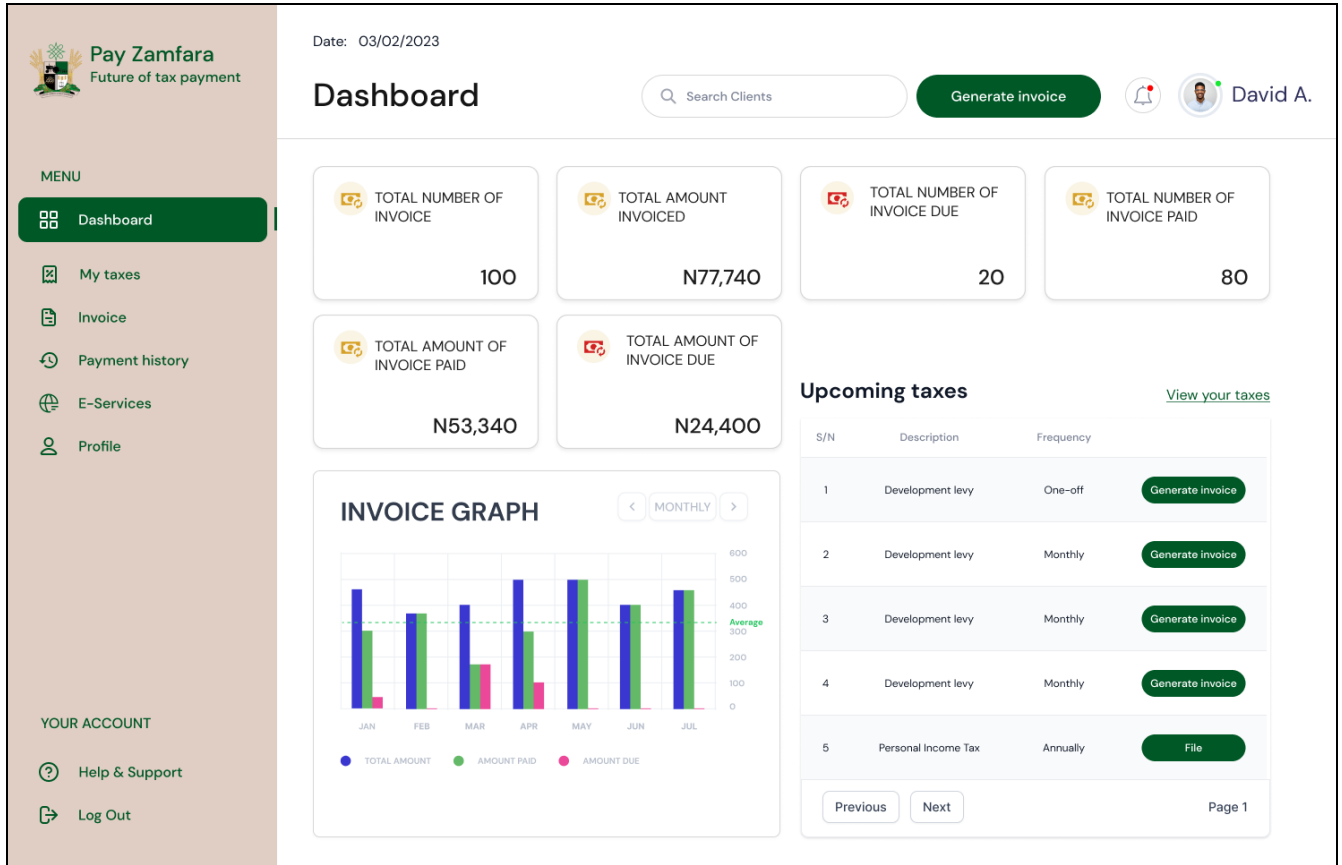 Pay Zamfara
Future of tax payment
MENU
Dashboard
My taxes
Invoice
Payment history
E-Services
Profile
YOUR ACCOUNT
Help & Support
Log Out
Date: 03/02/2023
Dashboard
Search Clients
Generate invoice
David A.
TOTAL NUMBER OF
INVOICE
100
TOTAL AMOUNT
INVOICED
N77,740
TOTAL NUMBER OF
INVOICE DUE
20
TOTAL NUMBER OF
INVOICE PAID
80
TOTAL AMOUNT OF
INVOICE PAID
N53,340
TOTAL AMOUNT OF
INVOICE DUE
N24,400
INVOICE GRAPH
< MONTHLY >
600
500
400
Average
300
200
100
0
JAN FEB MAR APR MAY JUN JUL
TOTAL AMOUNT AMOUNT PAID AMOUNT DUE
Upcoming taxes
View your taxes
S/N Description Frequency
1 Development levy One-off Generate invoice
2 Development levy Monthly Generate invoice
3 Development levy Monthly Generate invoice
4 Development levy Monthly Generate invoice
5 Personal Income Tax Annually File
Previous Next Page 1